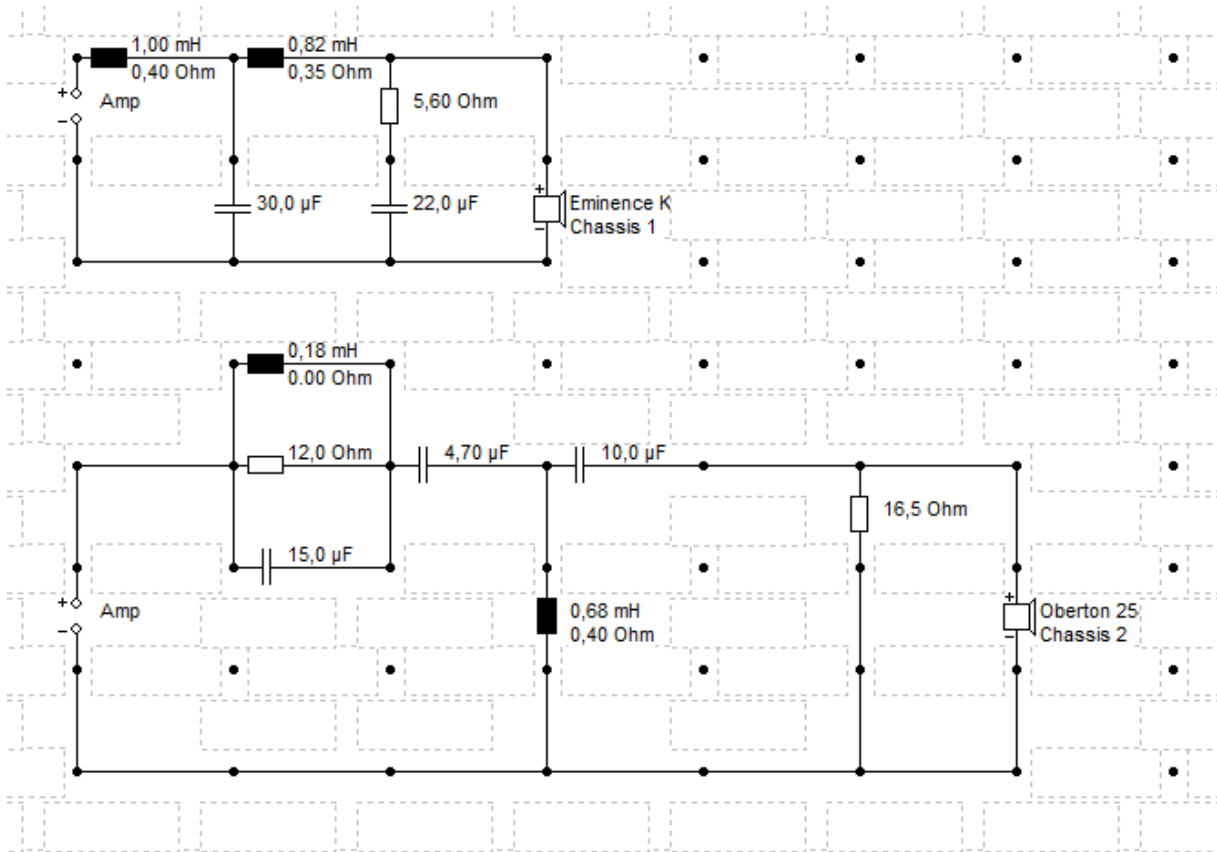 1,00 mH
0,40 Ohm
0,82 mH
0,35 Ohm
+
Amp
−
5,60 Ohm
30,0 µF
22,0 µF
+
Eminence K
Chassis 1
−
0,18 mH
0.00 Ohm
12,0 Ohm
4,70 µF
10,0 µF
16,5 Ohm
15,0 µF
+
Amp
−
0,68 mH
0,40 Ohm
+
Oberton 25
Chassis 2
−